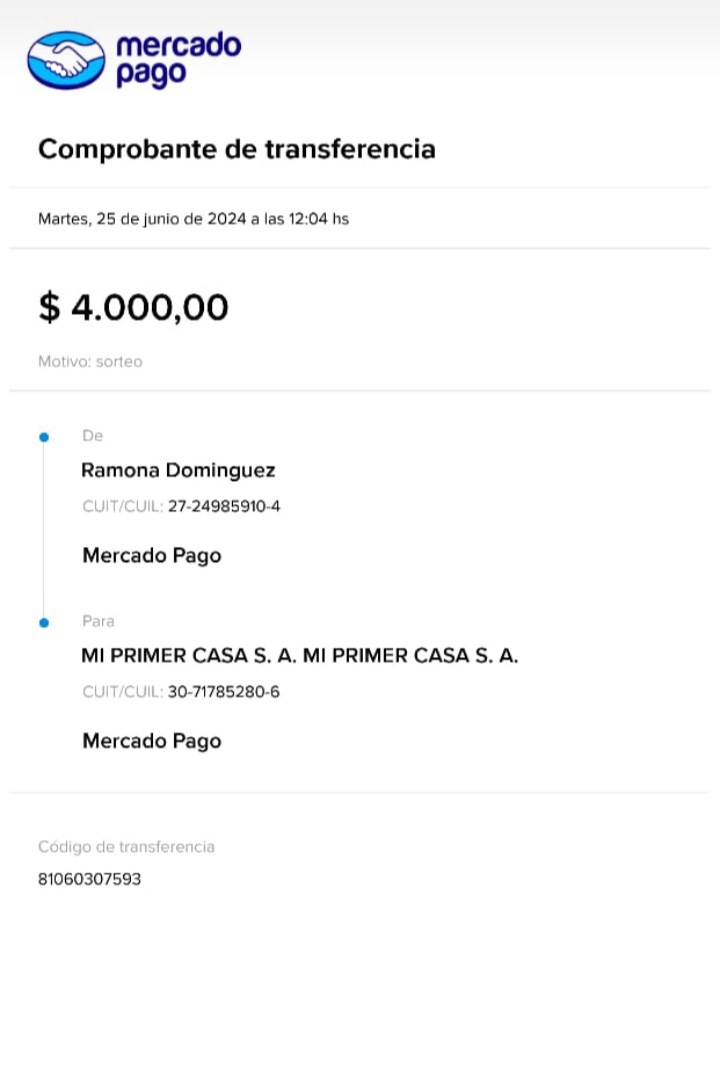 mercado
pago
Comprobante de transferencia
Martes, 25 de junio de 2024 a las 12:04 hs
$ 4.000,00
Motivo: sorteo
De
Ramona Dominguez
CUIT/CUIL: 27-24985910-4
Mercado Pago
Para
MI PRIMER CASA S. A. MI PRIMER CASA S. A.
CUIT/CUIL: 30-71785280-6
Mercado Pago
Código de transferencia
81060307593